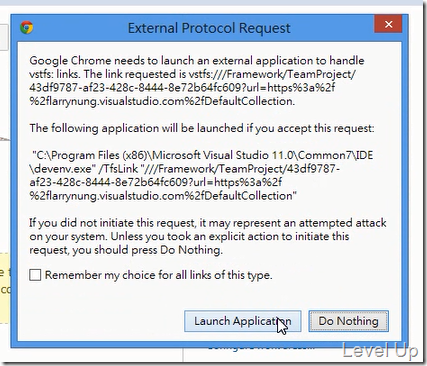 External Protocol Request
Google Chrome needs to launch an external application to handle
vstfs: links. The link requested is vstfs:///Framework/TeamProject/
43df9787-af23-428c-8444-8e72b64fc609?url=https%3a%2f
%2flarrynung.visualstudio.com%2fDefaultCollection.
The following application will be launched if you accept this request:
"C:\Program Files (x86)\Microsoft Visual Studio 11.0\Common7\IDE
\devenv.exe" /TfsLink "///Framework/TeamProject/43df9787-
af23-428c-8444-8e72b64fc609?url=https%3a%2f
%2flarrynung.visualstudio.com%2fDefaultCollection"
If you did not initiate this request, it may represent an attempted attack
on your system. Unless you took an explicit action to initiate this
request, you should press Do Nothing.
Remember my choice for all links of this type.
Launch Application
Do Nothing
Level Up